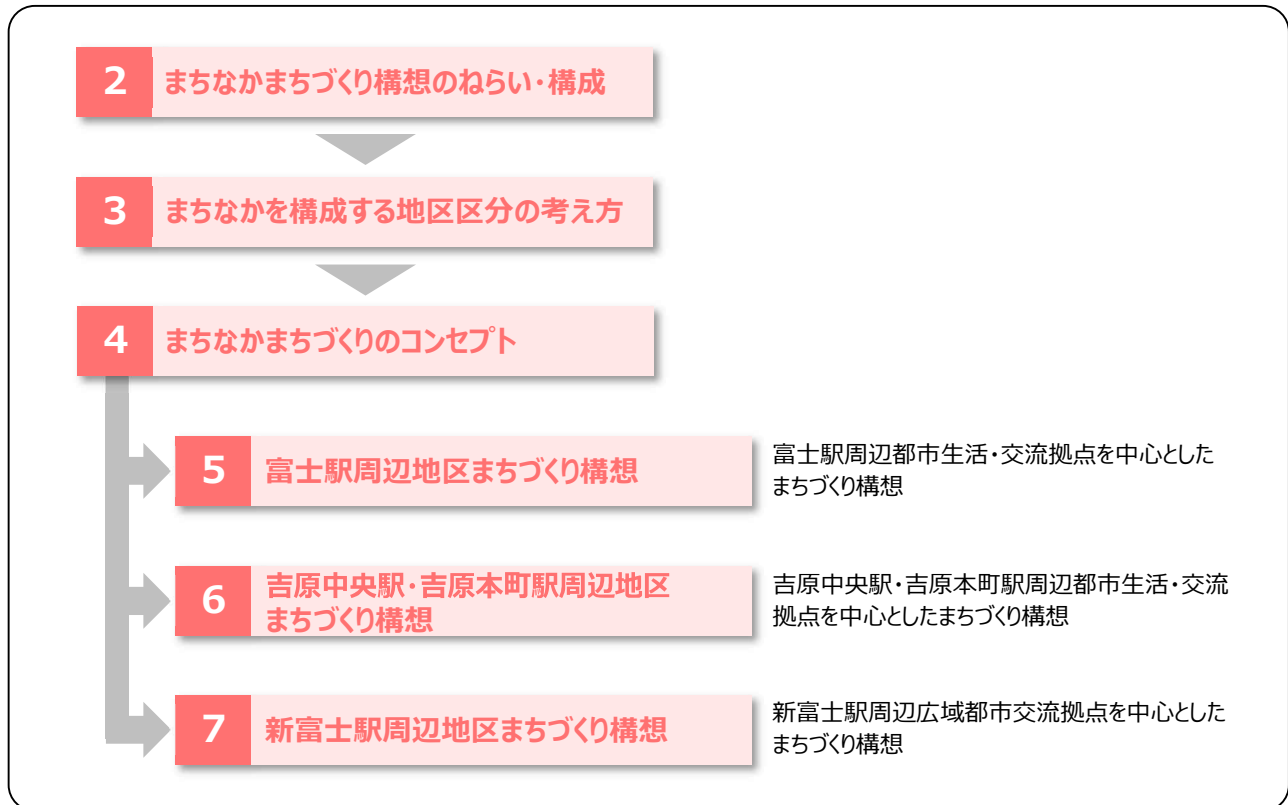 2 まちなかまちづくり構想のねらい・構成
3 まちなかを構成する地区区分の考え方
4 まちなかまちづくりのコンセプト
5 富士駅周辺地区まちづくり構想
富士駅周辺都市生活・交流拠点を中心とした
まちづくり構想
6 吉原中央駅・吉原本町駅周辺地区
まちづくり構想
吉原中央駅・吉原本町駅周辺都市生活・交流
拠点を中心としたまちづくり構想
7 新富士駅周辺地区まちづくり構想
新富士駅周辺広域都市交流拠点を中心とした
まちづくり構想